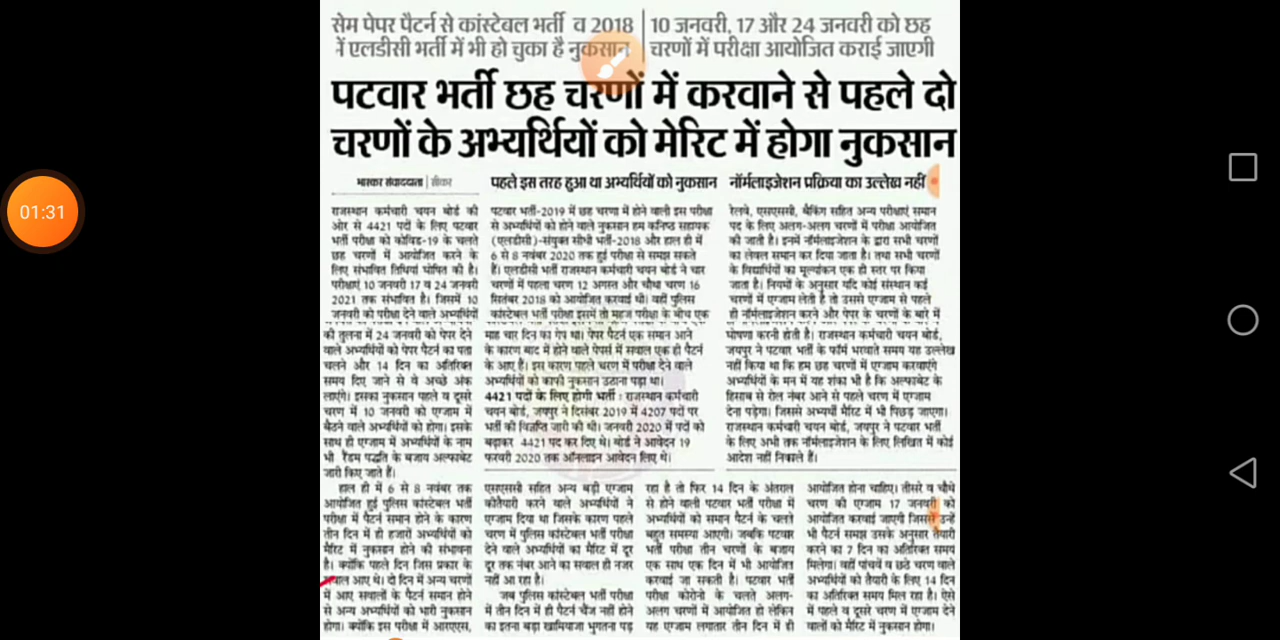 सेम पेपर पैटर्न से कांस्टेबल भर्ती व 2018
में एलडीसी भर्ती में भी हो चुका है नुकसान
10 जनवरी, 17 और 24 जनवरी को छह
चरणों में परीक्षा आयोजित कराई जाएगी
पटवार भर्ती छह चरणों में करवाने से पहले दो
चरणों के अभ्यर्थियों को मेरिट में होगा नुकसान
01:31
भास्कर संवाददाता | सीकर
राजस्थान कर्मचारी चयन बोर्ड की
ओर से 4421 पदों के लिए पटवार
भर्ती परीक्षा को कोविड-19 के चलते
छह चरणों में आयोजित करने के
लिए संभावित तिथियां घोषित की है।
परीक्षाएं 10 जनवरी 17 व 24 जनवरी
2021 तक संभावित है। जिसमें 10
जनवरी को परीक्षा देने वाले अभ्यर्थियों
की तुलना में 24 जनवरी को पेपर देने
वाले अभ्यर्थियों को पेपर पैटर्न का पता
चलने और 14 दिन का अतिरिक्त
समय दिए जाने से वे अच्छे अंक
लाएंगे। इसका नुकसान पहले व दूसरे
चरण में 10 जनवरी को एग्जाम में
बैठने वाले अभ्यर्थियों को होगा। इसके
साथ ही एग्जाम में अभ्यर्थियों के नाम
भी रैंडम पद्धति के बजाय अल्फाबेट
जारी किए जाते हैं।
हाल ही में 6 से 8 नवंबर तक
आयोजित हुई पुलिस कांस्टेबल भर्ती
परीक्षा में पैटर्न समान होने के कारण
तीन दिन में ही हजारों अभ्यर्थियों को
मैरिट में नुकसान होने की संभावना
है। क्योंकि पहले दिन जिस प्रकार के
सवाल आए थे। दो दिन में अन्य चरणों
में आए सवालों के पैटर्न समान होने
से अन्य अभ्यर्थियों को भारी नुकसान
होगा। क्योंकि इस परीक्षा में आरएएस,
पहले इस तरह हुआ था अभ्यर्थियों को नुकसान
पटवार भर्ती-2019 में छह चरणा में होने वाली इस परीक्षा
से अभ्यर्थियों को होने वाले नुकसान हम कनिष्ठ सहायक
(एलडीसी)-संयुक्त सीधी भर्ती-2018 और हाल ही में
6 से 8 नवंबर 2020 तक हुई परीक्षा से समझ सकते
हैं। एलडीसी भर्ती राजस्थान कर्मचारी चयन बोर्ड ने चार
चरणों में पहला चरण 12 अगस्त और चौथा चरण 16
सितंबर 2018 को आयोजित करवाई थी। वहीं पुलिस
कांस्टेबल भर्ती परीक्षा इसमें तो महज परीक्षा के बीच एक
माह चार दिन का गेप था। पेपर पैटर्न एक समान आने
के कारण बाद में होने वाले पेपर्स में सवाल एक ही पैटर्न
के आए हैं। इस कारण पहले चरण में परीक्षा देने वाले
अभ्यर्थियों को काफी नुकसान उठाना पड़ा था।
4421 पदों के लिए होगी भर्ती : राजस्थान कर्मचारी
चयन बोर्ड, जयपुर ने दिसंबर 2019 में 4207 पदों पर
भर्ती की विज्ञप्ति जारी की थी। जनवरी 2020 में पदों को
बढ़ाकर 4421 पद कर दिए थे। बोर्ड ने आवेदन 19
फरवरी 2020 तक ऑनलाइन आवेदन लिए थे।
नॉर्मलाइजेशन प्रक्रिया का उल्लेख नहीं
रेलवे, एसएससी, बैंकिंग सहित अन्य परीक्षाएं समान
पद के लिए अलग-अलग चरणों में परीक्षा आयोजित
की जाती है। इनमें नॉर्मलाइजेशन के द्वारा सभी चरणों
का लेवल समान कर दिया जाता है। तथा सभी चरणों
के विद्यार्थियों का मूल्यांकन एक ही स्तर पर किया
जाता है। नियमों के अनुसार यदि कोई संस्थान कई
चरणों में एग्जाम लेती है तो उससे एग्जाम से पहले
ही नॉर्मलाइजेशन करने और पेपर के चरणों के बारे में
घोषणा करनी होती है। राजस्थान कर्मचारी चयन बोर्ड,
जयपुर ने पटवार भर्ती के फॉर्म भरवाते समय यह उल्लेख
नहीं किया था कि हम छह चरणों में एग्जाम करवाएंगे
अभ्यर्थियों के मन में यह शंका भी है कि अल्फाबेट के
हिसाब से रोल नंबर आने से पहले चरण में एग्जाम
देना पड़ेगा। जिससे अभ्यर्थी मैरिट में भी पिछड़ जाएगा।
राजस्थान कर्मचारी चयन बोर्ड, जयपुर ने पटवार भर्ती
के लिए अभी तक नॉर्मलाइजेशन के लिए लिखित में कोई
आदेश नहीं निकाले हैं।
एसएससी सहित अन्य बड़ी एग्जाम
कीतैयारी करने वाले अभ्यर्थियों ने
एग्जाम दिया था जिसके कारण पहले
चरण में पुलिस कांस्टेबल भर्ती परीक्षा
देने वाले अभ्यर्थियों का मैरिट में दूर
दूर तक नंबर आने का सवाल ही नजर
नहीं आ रहा है।
जब पुलिस कांस्टेबल भर्ती परीक्षा
में तीन दिन में ही पैटर्न चैंज नहीं होने
का इतना बड़ा खामियाजा भुगतना पड़
रहा है तो फिर 14 दिन के अंतराल
से होने वाली पटवार भर्ती परीक्षा में
अभ्यर्थियों को समान पैटर्न के चलते
बहुत समस्या आएगी। जबकि पटवार
भर्ती परीक्षा तीन चरणों के बजाय
एक साथ एक दिन में भी आयोजित
करवाई जा सकती है। पटवार भर्ती
परीक्षा कोरोनो के चलते अलग-
अलग चरणों में आयोजित हो लेकिन
यह एग्जाम लगातार तीन दिन में ही
आयोजित होना चाहिए। तीसरे व चौथे
चरण की एग्जाम 17 जनवरी को
आयोजित करवाई जाएगी जिससे उन्हें
भी पैटर्न समझ उसके अनुसार तैयारी
करने का 7 दिन का अतिरिक्त समय
मिलेगा। वहीं पांचवें व छठे चरण वाले
अभ्यर्थियों को तैयारी के लिए 14 दिन
का अतिरिक्त समय मिल रहा है। ऐसे
में पहले व दूसरे चरण में एग्जाम देने
वालों को मैरिट में नुकसान होगा।